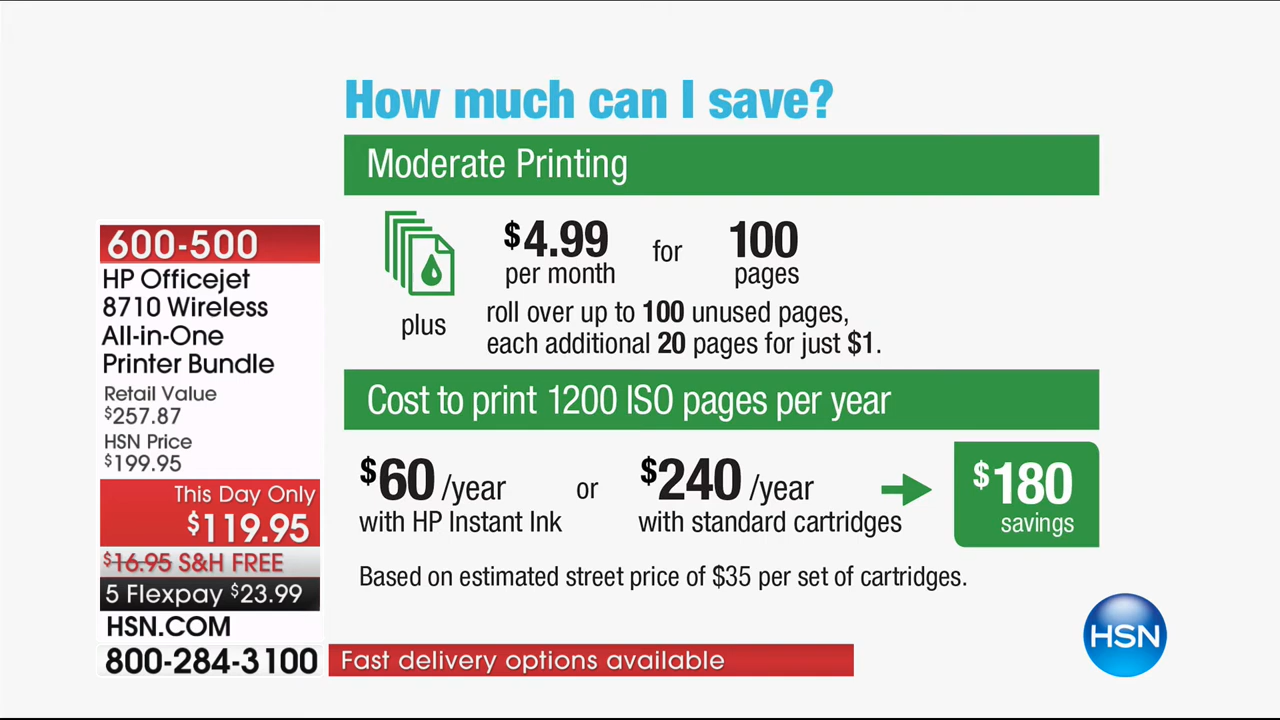 How much can I save?
Moderate Printing
$4.99
per month
for
100
pages
plus
roll over up to 100 unused pages,
each additional 20 pages for just $1.
Cost to print 1200 ISO pages per year
$60 /year
with HP Instant Ink
or
$240 /year
with standard cartridges
$180
savings
Based on estimated street price of $35 per set of cartridges.
600-500
HP Officejet
8710 Wireless
All-in-One
Printer Bundle
Retail Value
$257.87
HSN Price
$199.95
This Day Only
$119.95
$16.95 S&H FREE
5 Flexpay $23.99
HSN.COM
800-284-3100
Fast delivery options available
HSN